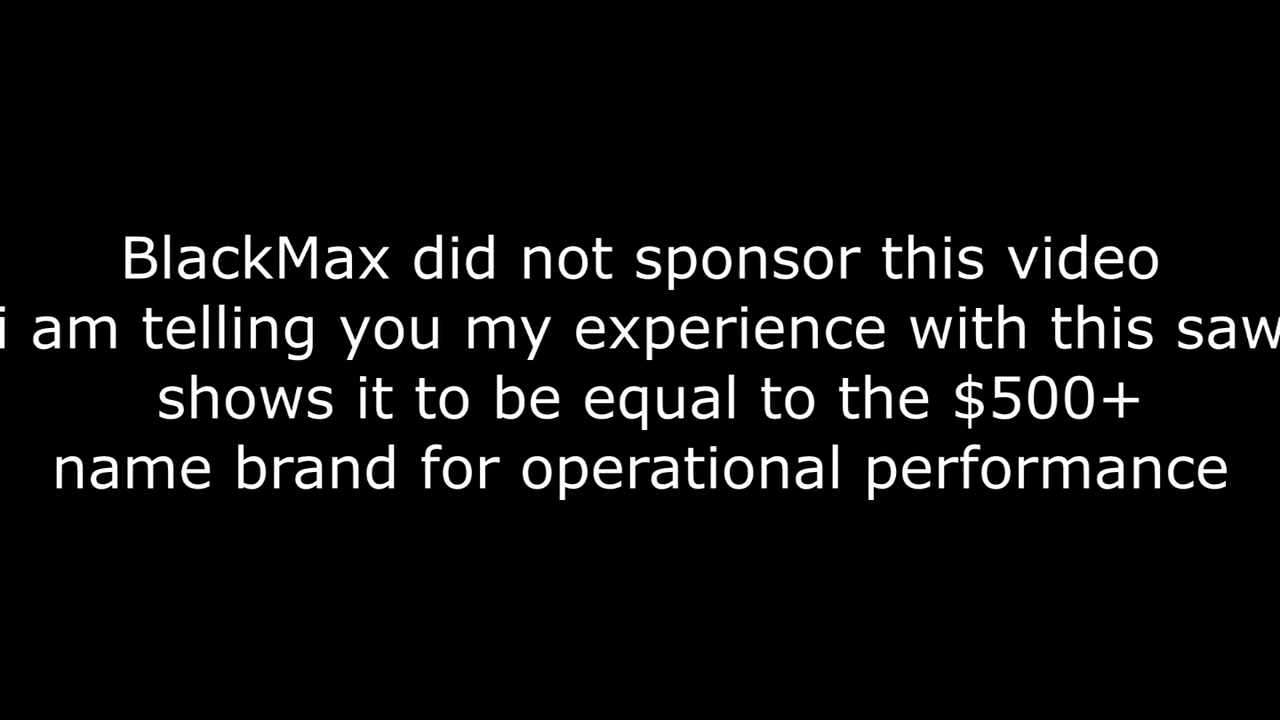 BlackMax did not sponsor this video
i am telling you my experience with this saw
shows it to be equal to the $500+
name brand for operational performance